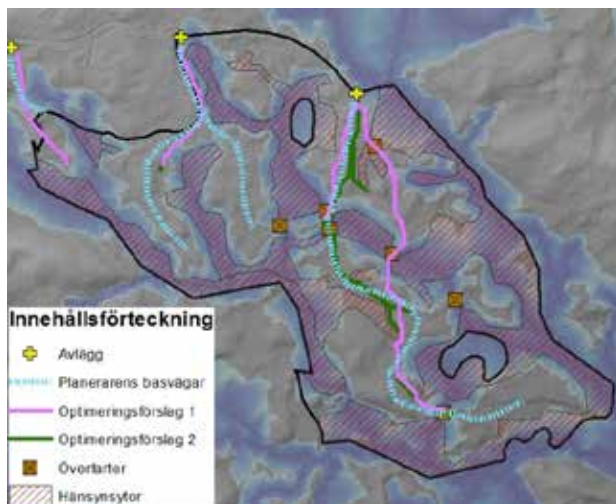 Innehållsförteckning
Avlägg
Planerarens basvägar
Optimeringsförslag 1
Optimeringsförslag 2
Överfarter
Hänsynsytor